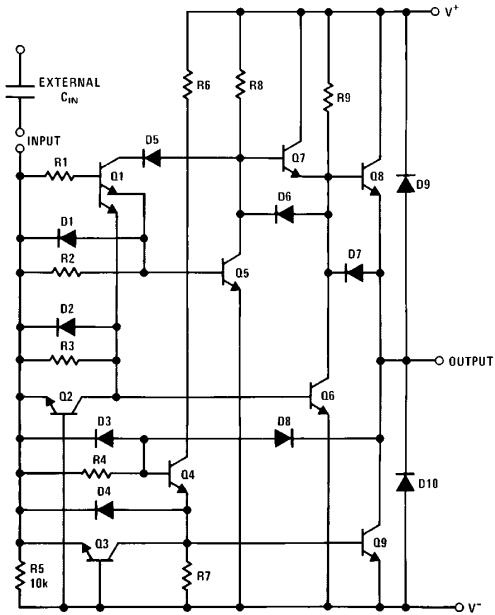 V+
EXTERNAL
CIN
INPUT
R6
R8
R9
D5
R1
Q1
Q7
Q8
D9
D1
D6
R2
Q5
D7
D2
R3
OUTPUT
Q2
Q6
D3
D8
R4
Q4
D4
D10
Q3
Q9
R5
10k
R7
V-